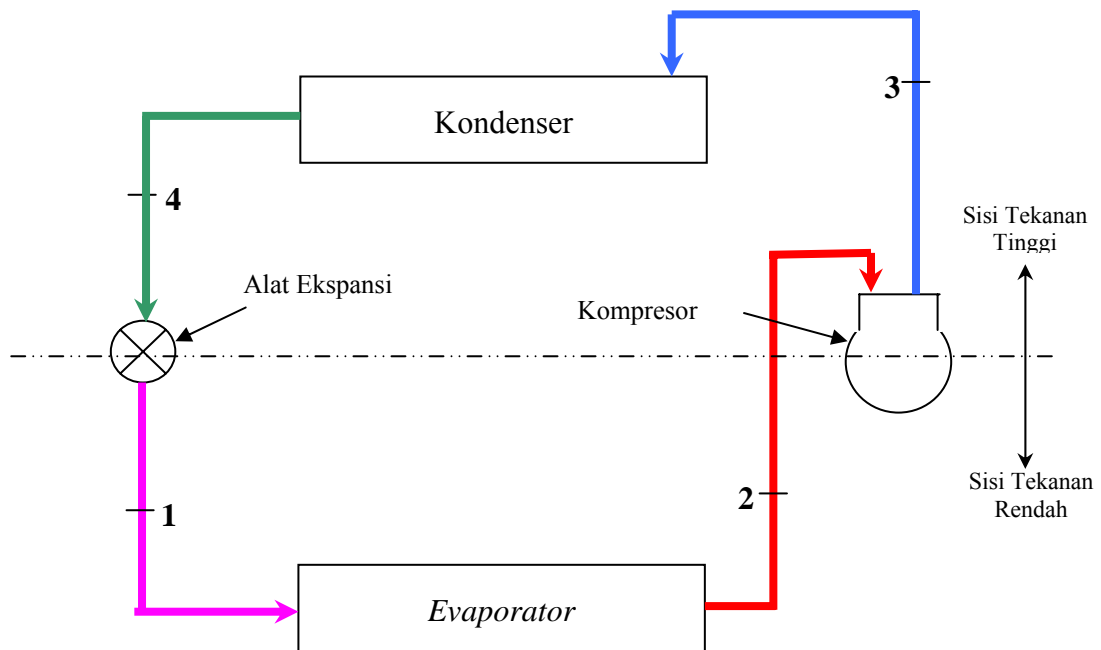 Kondenser
3
4
Sisi Tekanan
Tinggi
Alat Ekspansi
Kompresor
Sisi Tekanan
Rendah
2
1
Evaporator